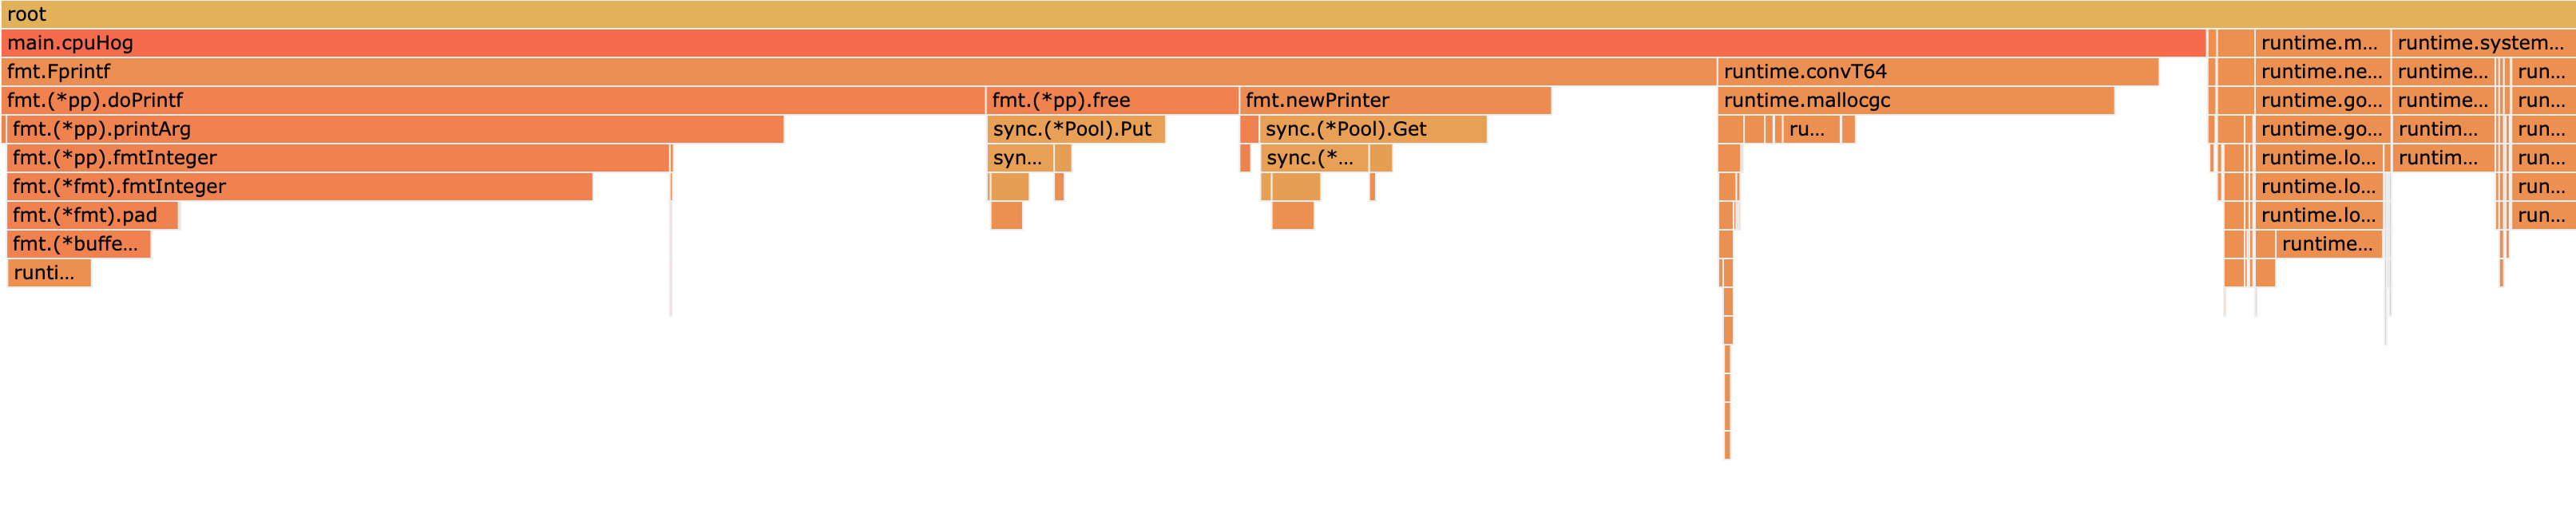 root
main.cpuHog runtime.m... runtime.system...
fmt.Fprintf runtime.convT64 runtime.ne... runtime... run...
fmt.(*pp).doPrintf fmt.(*pp).free fmt.newPrinter runtime.mallocgc runtime.go... runtime... run...
fmt.(*pp).printArg sync.(*Pool).Put sync.(*Pool).Get ru... runtime.go... runtim... run...
fmt.(*pp).fmtInteger syn... sync.(*... runtime.lo... runtim... run...
fmt.(*fmt).fmtInteger runtime.lo... run...
fmt.(*fmt).pad runtime.lo... run...
fmt.(*buffe... runtime...
runti...